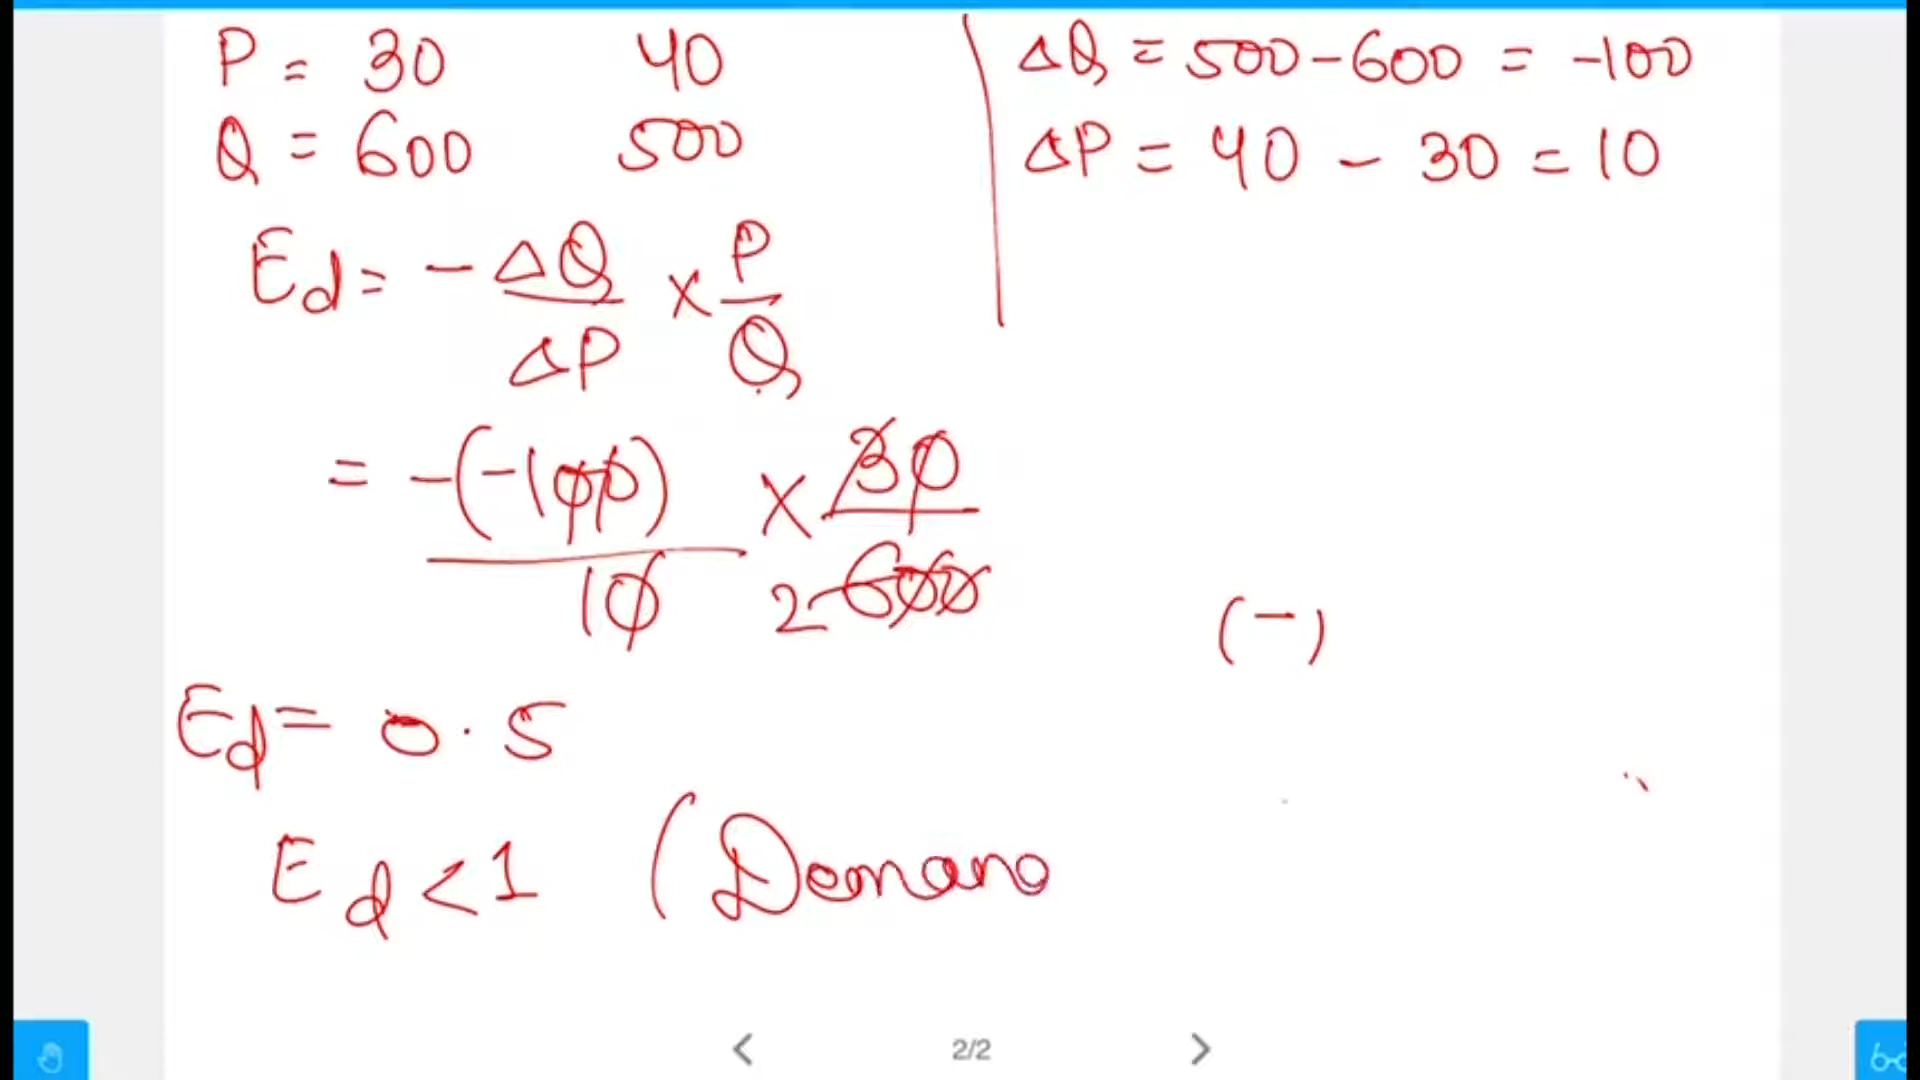 P = 30 40
Q = 600 500
ΔQ = 500 - 600 = -100
ΔP = 40 - 30 = 10
Ed = - ΔQ/ΔP × P/Q
= -(-100)/10 × 30/600 2
(-)
Ed = 0.5
Ed < 1 (Deman
2/2